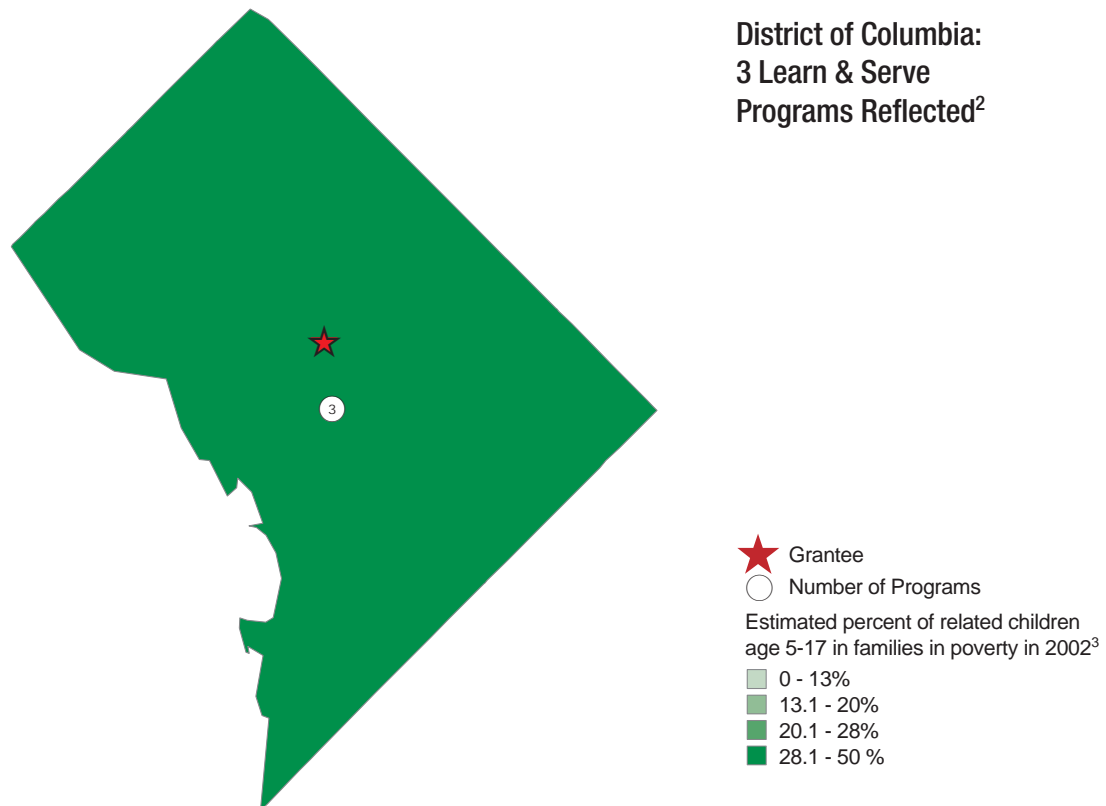 District of Columbia:
3 Learn & Serve
Programs Reflected²
3
Grantee
Number of Programs
Estimated percent of related children
age 5-17 in families in poverty in 2002³
0 - 13%
13.1 - 20%
20.1 - 28%
28.1 - 50 %